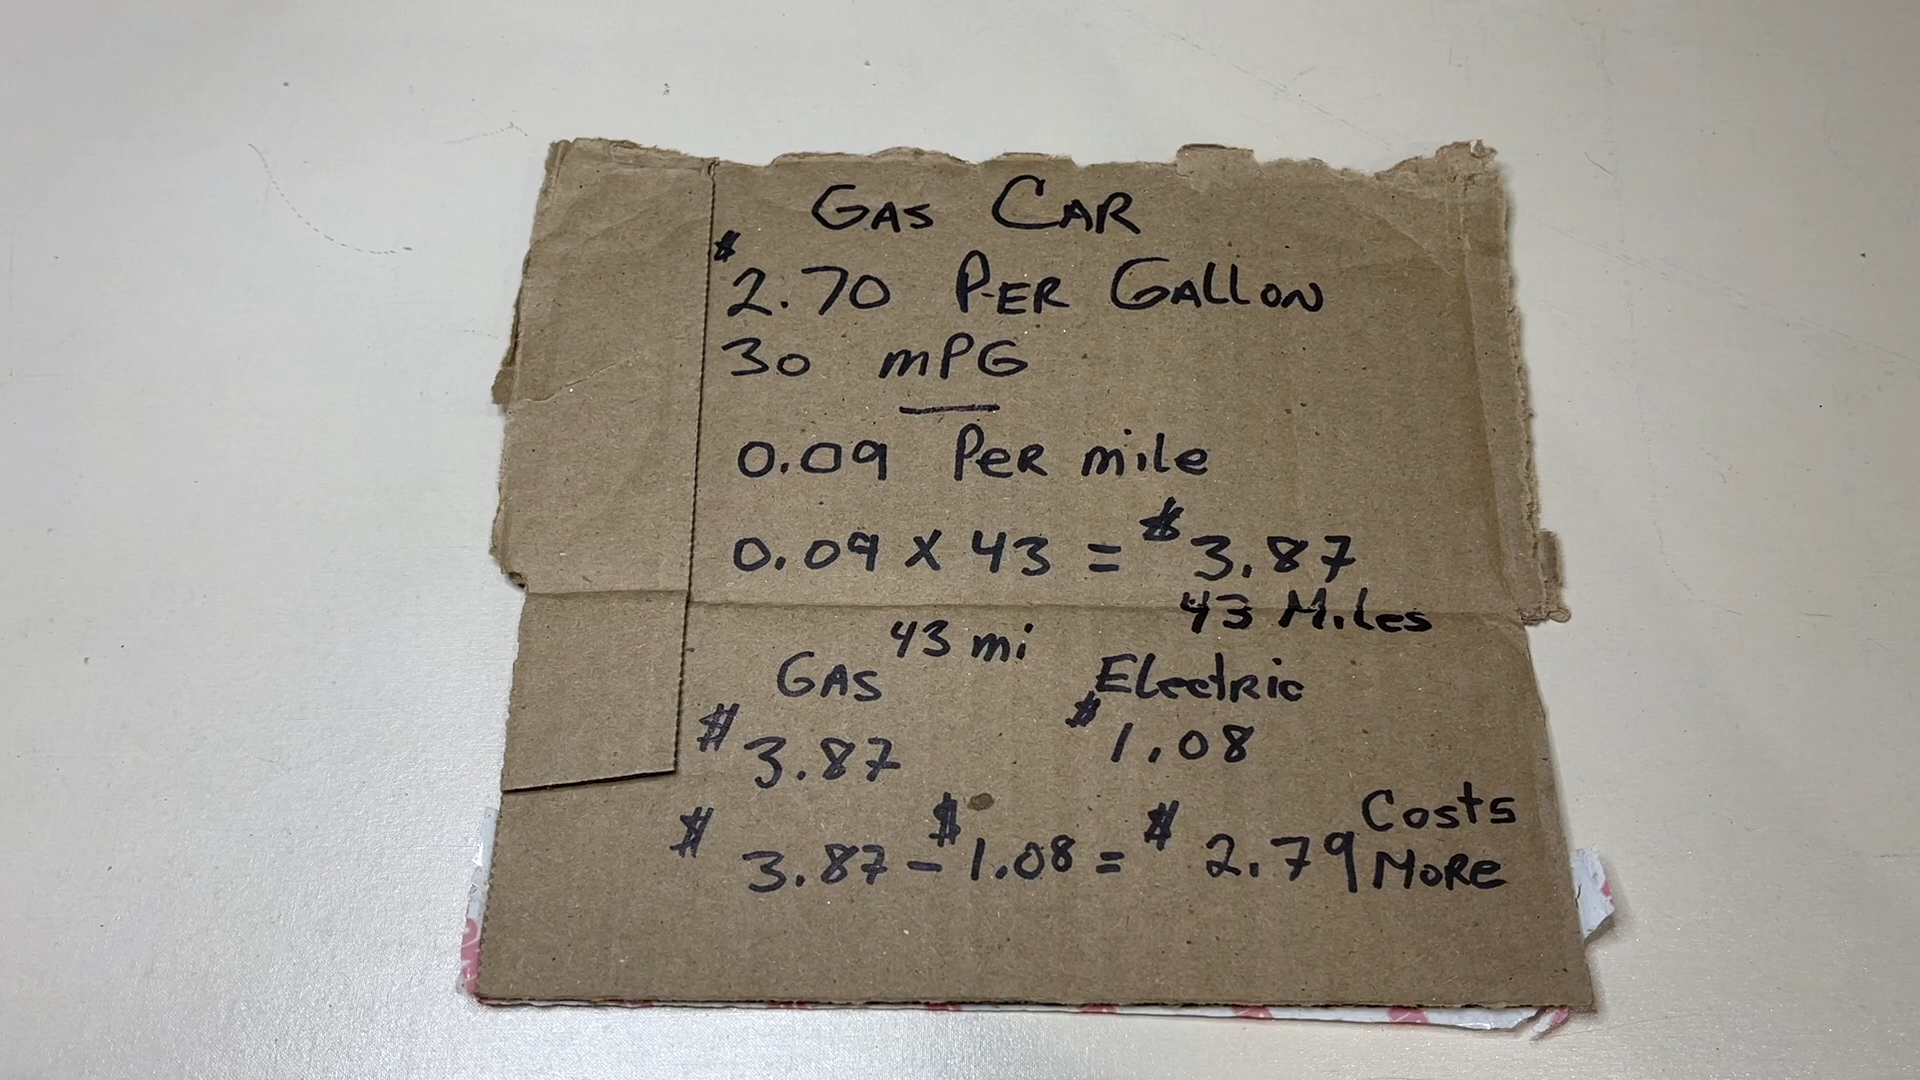 GAS CAR
$2.70 PER GALLON
30 mPG
0.09 PER mile
0.09 X 43 = $3.87
43 Miles
43 mi
GAS Electric
$3.87 $1.08
$3.87 - $1.08 = $2.79 Costs MORE